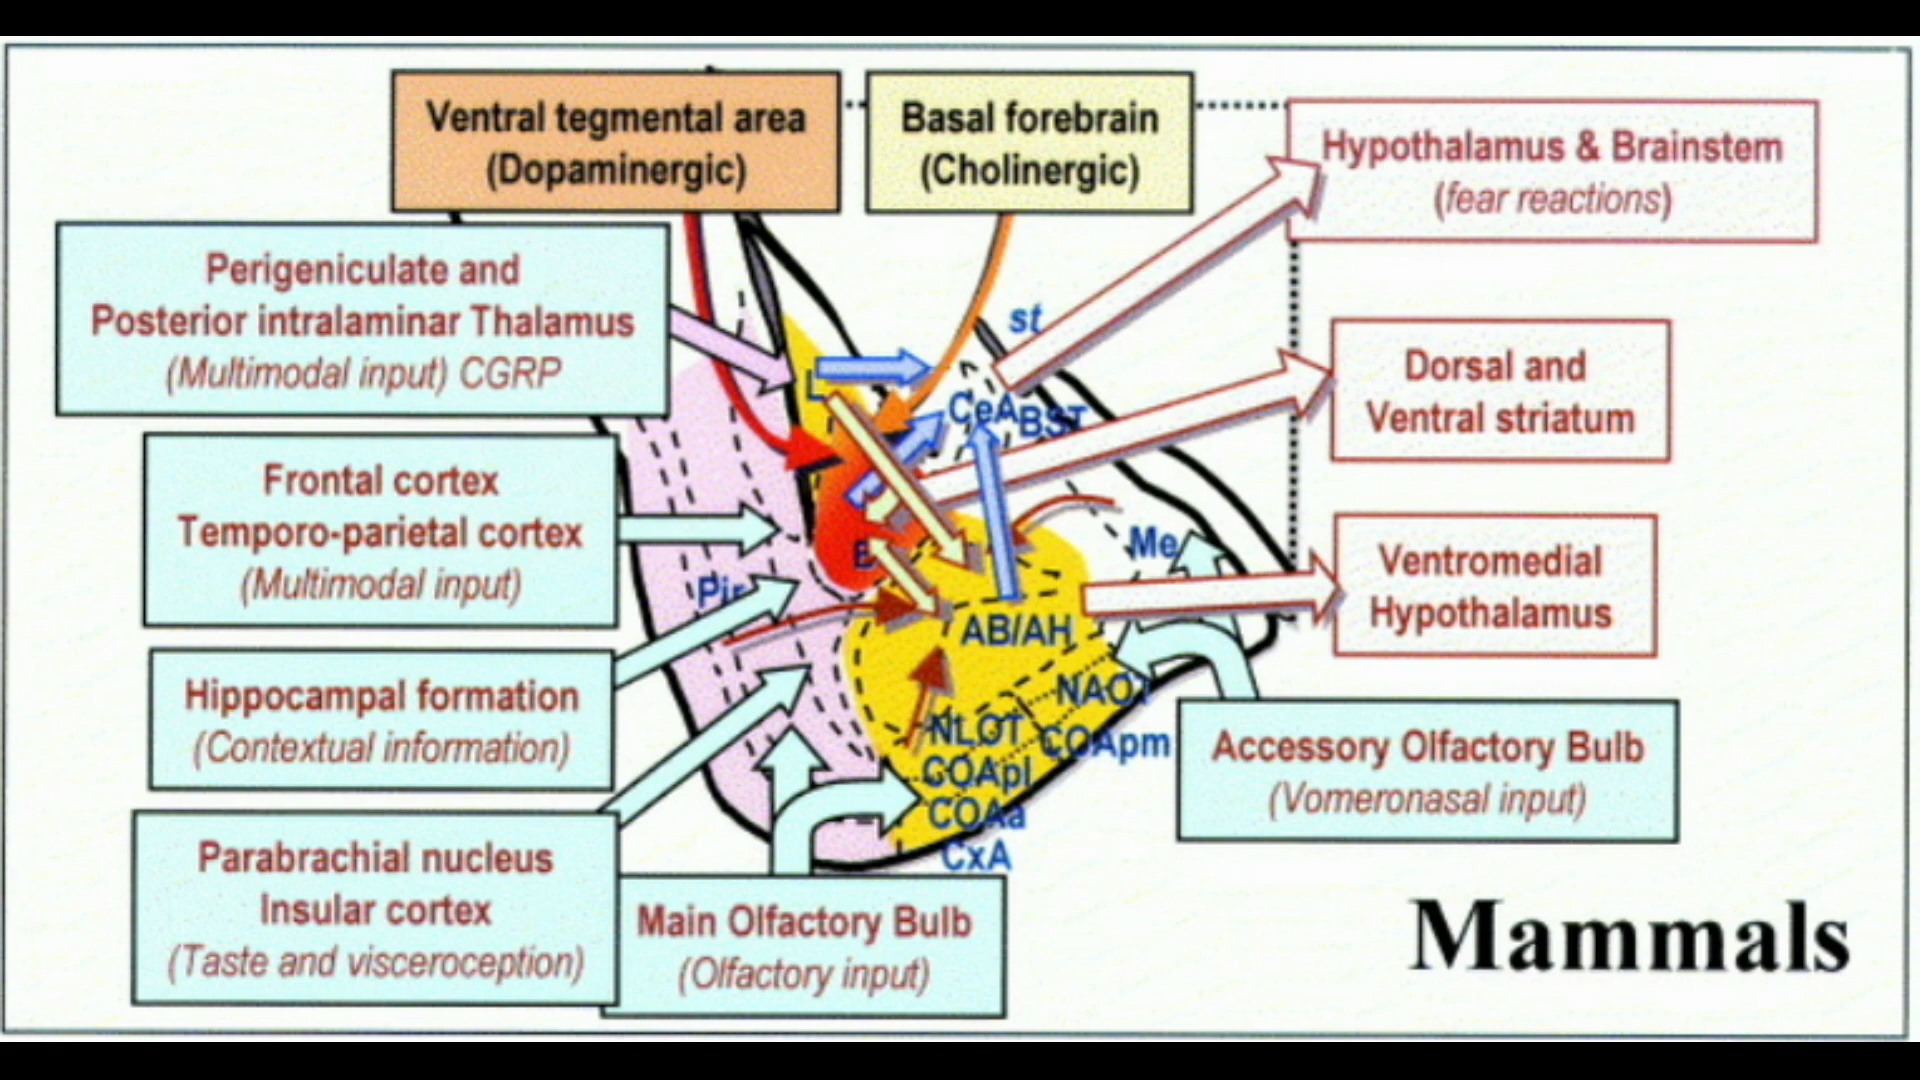 Ventral tegmental area
(Dopaminergic)
Basal forebrain
(Cholinergic)
Hypothalamus & Brainstem
(fear reactions)
Perigeniculate and
Posterior intralaminar Thalamus
(Multimodal input) CGRP
st
Dorsal and
Ventral striatum
L
CeA
BST
Frontal cortex
Temporo-parietal cortex
(Multimodal input)
B
Me
Pir
Ventromedial
Hypothalamus
AB/AH
Hippocampal formation
(Contextual information)
NLOT
COApm
COApl
COAa
CxA
Accessory Olfactory Bulb
(Vomeronasal input)
Parabrachial nucleus
Insular cortex
(Taste and visceroception)
Main Olfactory Bulb
(Olfactory input)
Mammals